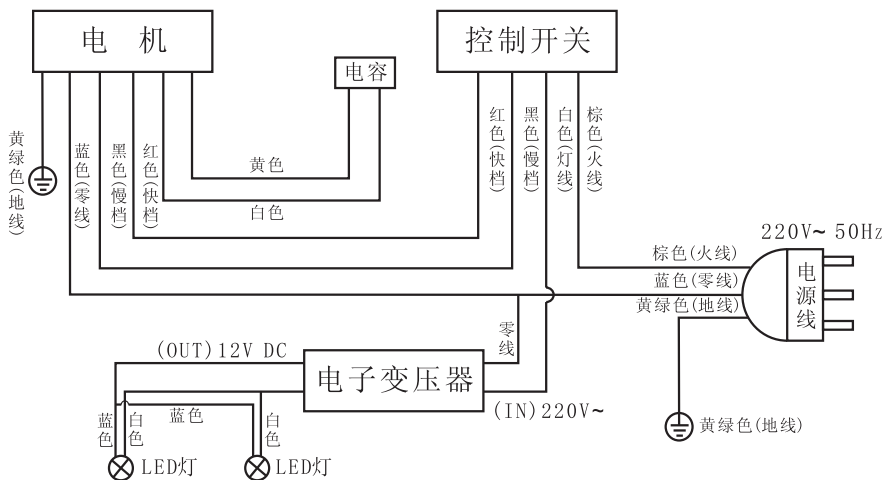 电 机
控制开关
电容
黄绿色(地线)
蓝色(零线)
黑色(慢档)
红色(快档)
黄色
白色
红色(快档)
黑色(慢档)
白色(灯线)
棕色(火线)
220V~ 50Hz
棕色(火线)
蓝色(零线)
黄绿色(地线)
电源线
零线
(OUT)12V DC
电子变压器
(IN)220V~
蓝色
白色
蓝色
白色
黄绿色(地线)
LED灯
LED灯